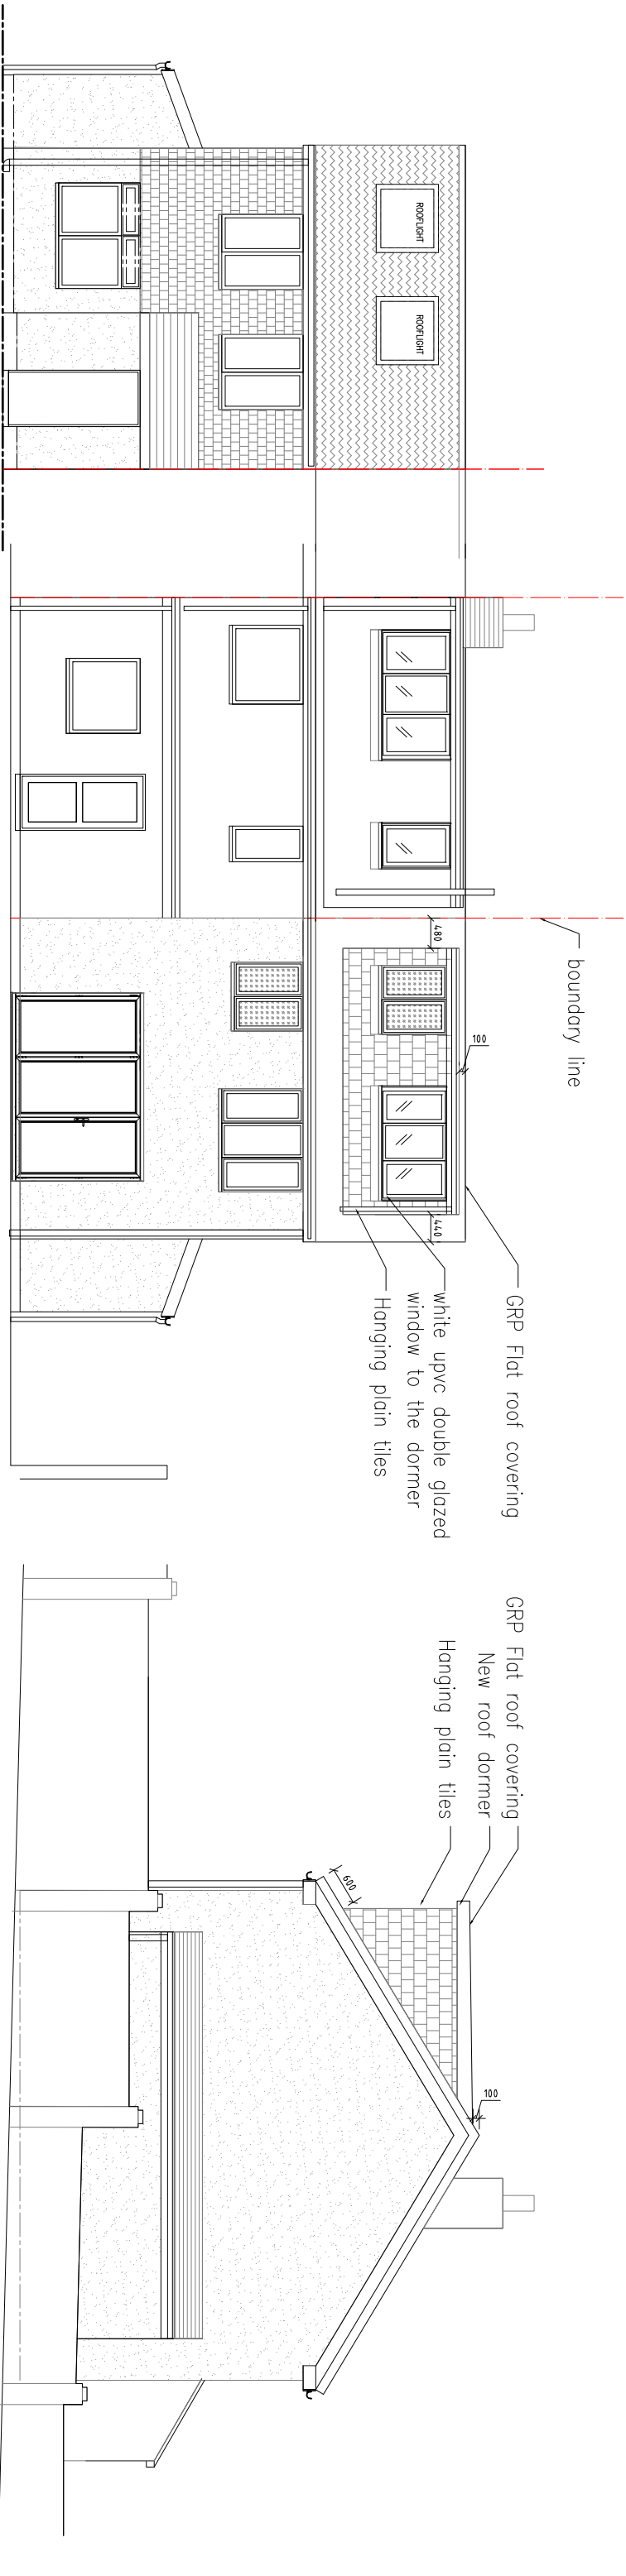 ROOFLIGHT
ROOFLIGHT
boundary line
480
100
440
GRP Flat roof covering
white upvc double glazed
window to the dormer
Hanging plain tiles
GRP Flat roof covering
New roof dormer
Hanging plain tiles
600
100